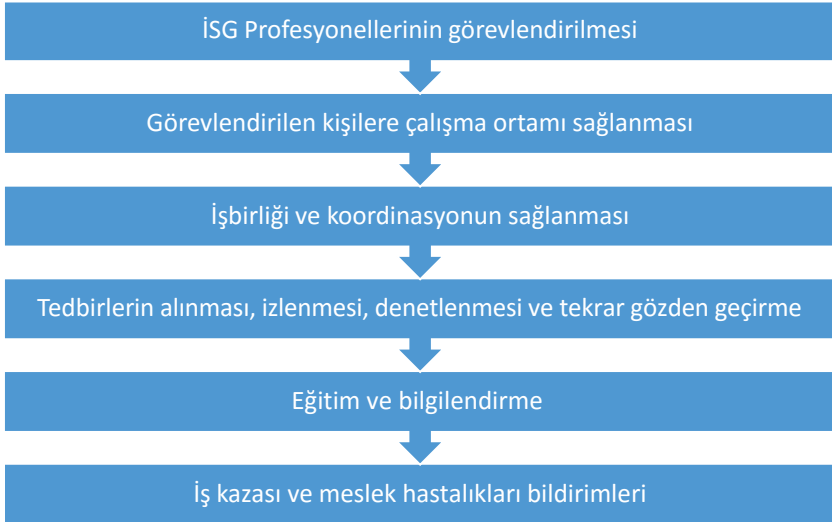 İSG Profesyonellerinin görevlendirilmesi
Görevlendirilen kişilere çalışma ortamı sağlanması
İşbirliği ve koordinasyonun sağlanması
Tedbirlerin alınması, izlenmesi, denetlenmesi ve tekrar gözden geçirme
Eğitim ve bilgilendirme
İş kazası ve meslek hastalıkları bildirimleri